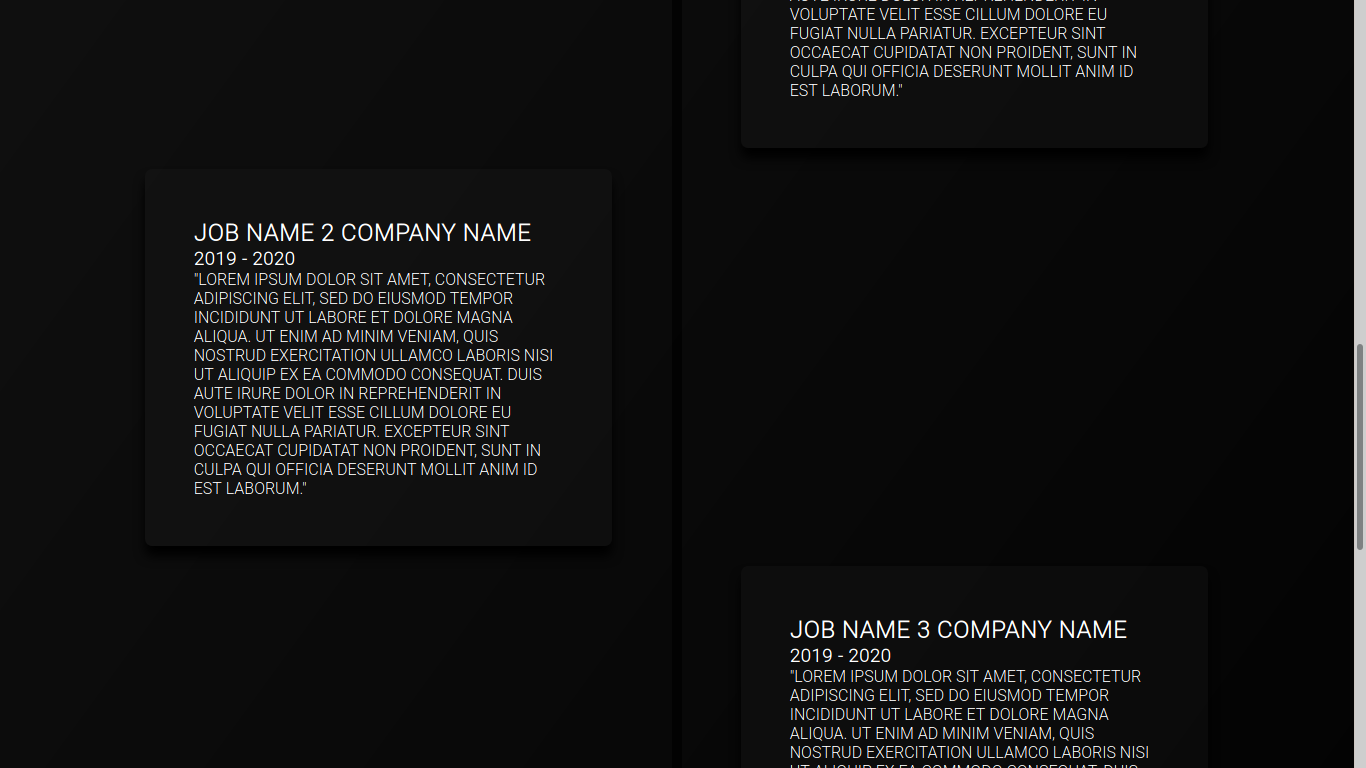 VOLUPTATE VELIT ESSE CILLUM DOLORE EU
FUGIAT NULLA PARIATUR. EXCEPTEUR SINT
OCCAECAT CUPIDATAT NON PROIDENT, SUNT IN
CULPA QUI OFFICIA DESERUNT MOLLIT ANIM ID
EST LABORUM."
JOB NAME 2 COMPANY NAME
2019 - 2020
"LOREM IPSUM DOLOR SIT AMET, CONSECTETUR
ADIPISCING ELIT, SED DO EIUSMOD TEMPOR
INCIDIDUNT UT LABORE ET DOLORE MAGNA
ALIQUA. UT ENIM AD MINIM VENIAM, QUIS
NOSTRUD EXERCITATION ULLAMCO LABORIS NISI
UT ALIQUIP EX EA COMMODO CONSEQUAT. DUIS
AUTE IRURE DOLOR IN REPREHENDERIT IN
VOLUPTATE VELIT ESSE CILLUM DOLORE EU
FUGIAT NULLA PARIATUR. EXCEPTEUR SINT
OCCAECAT CUPIDATAT NON PROIDENT, SUNT IN
CULPA QUI OFFICIA DESERUNT MOLLIT ANIM ID
EST LABORUM."
JOB NAME 3 COMPANY NAME
2019 - 2020
"LOREM IPSUM DOLOR SIT AMET, CONSECTETUR
ADIPISCING ELIT, SED DO EIUSMOD TEMPOR
INCIDIDUNT UT LABORE ET DOLORE MAGNA
ALIQUA. UT ENIM AD MINIM VENIAM, QUIS
NOSTRUD EXERCITATION ULLAMCO LABORIS NISI